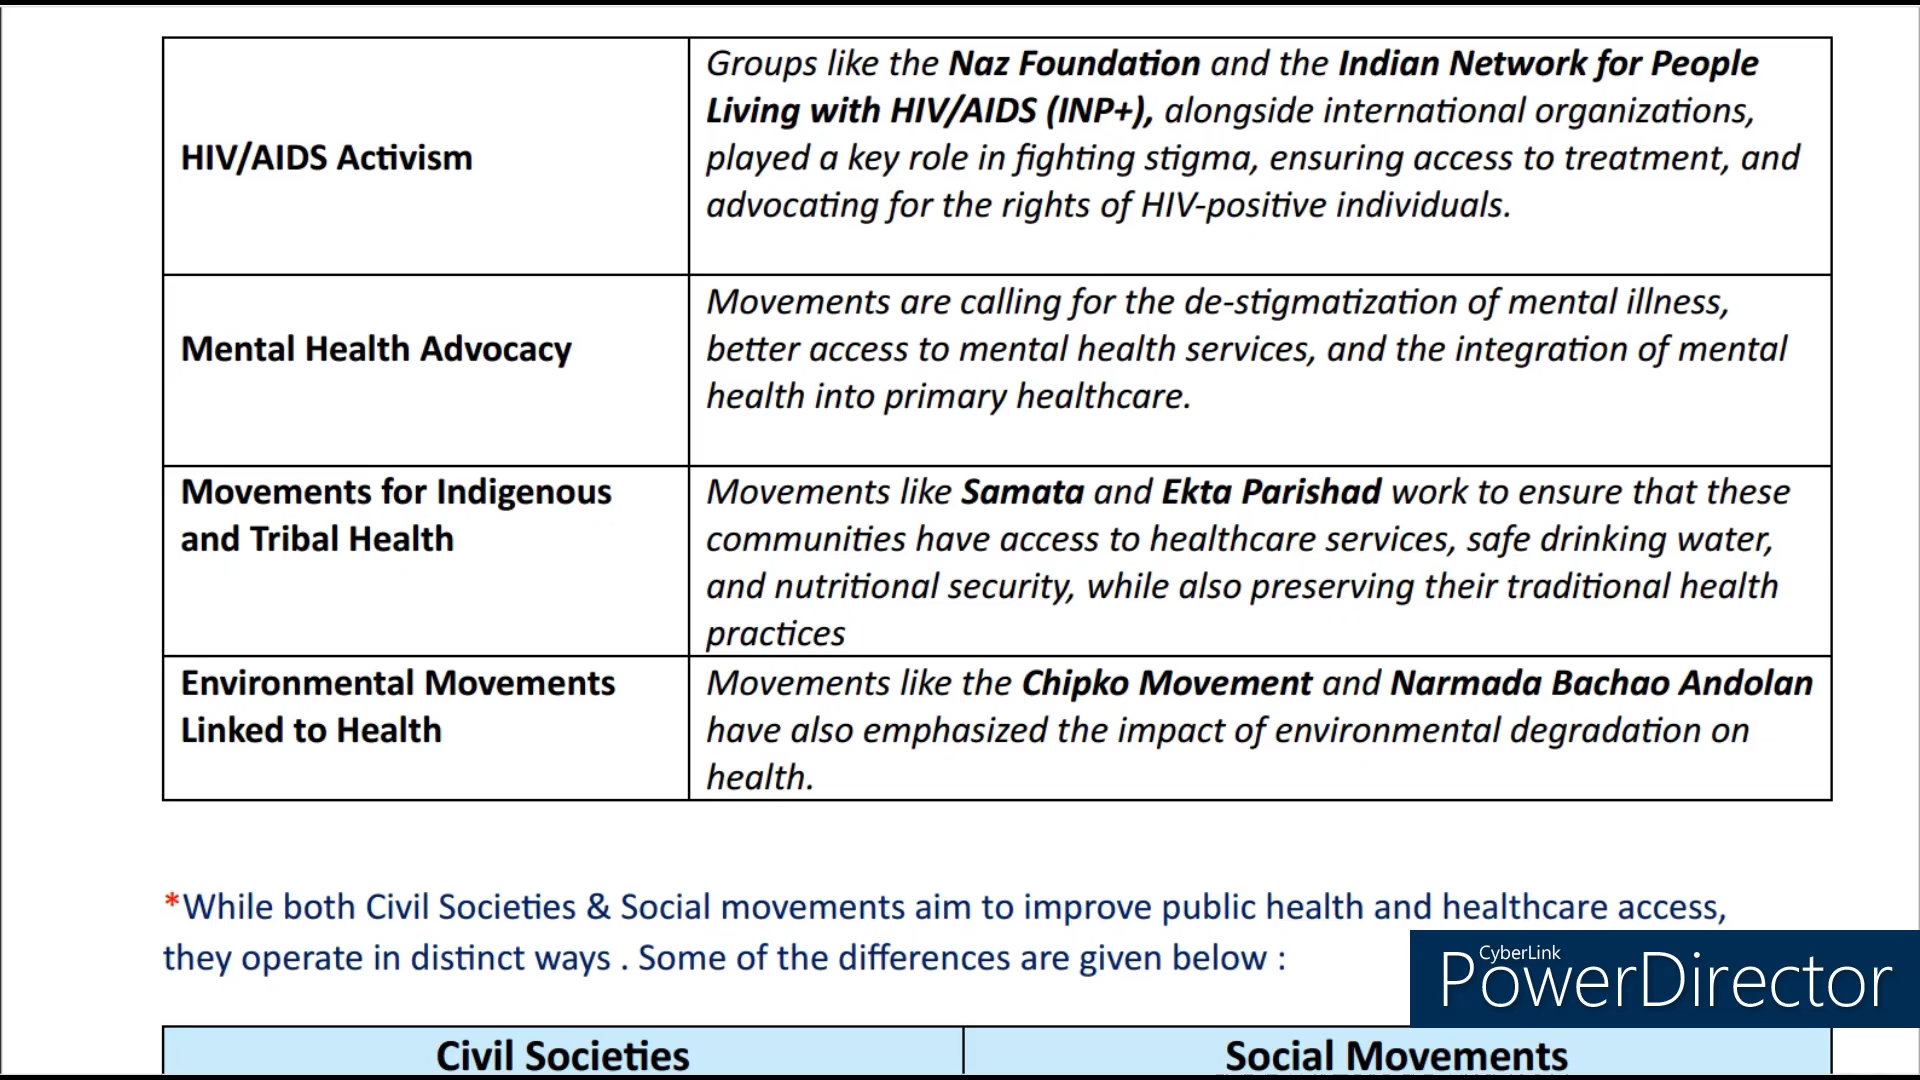 HIV/AIDS Activism
Groups like the Naz Foundation and the Indian Network for People
Living with HIV/AIDS (INP+), alongside international organizations,
played a key role in fighting stigma, ensuring access to treatment, and
advocating for the rights of HIV-positive individuals.
Mental Health Advocacy
Movements are calling for the de-stigmatization of mental illness,
better access to mental health services, and the integration of mental
health into primary healthcare.
Movements for Indigenous
and Tribal Health
Movements like Samata and Ekta Parishad work to ensure that these
communities have access to healthcare services, safe drinking water,
and nutritional security, while also preserving their traditional health
practices
Environmental Movements
Linked to Health
Movements like the Chipko Movement and Narmada Bachao Andolan
have also emphasized the impact of environmental degradation on
health.
*While both Civil Societies & Social movements aim to improve public health and healthcare access,
they operate in distinct ways . Some of the differences are given below :
CyberLink
PowerDirector
Civil Societies
Social Movements